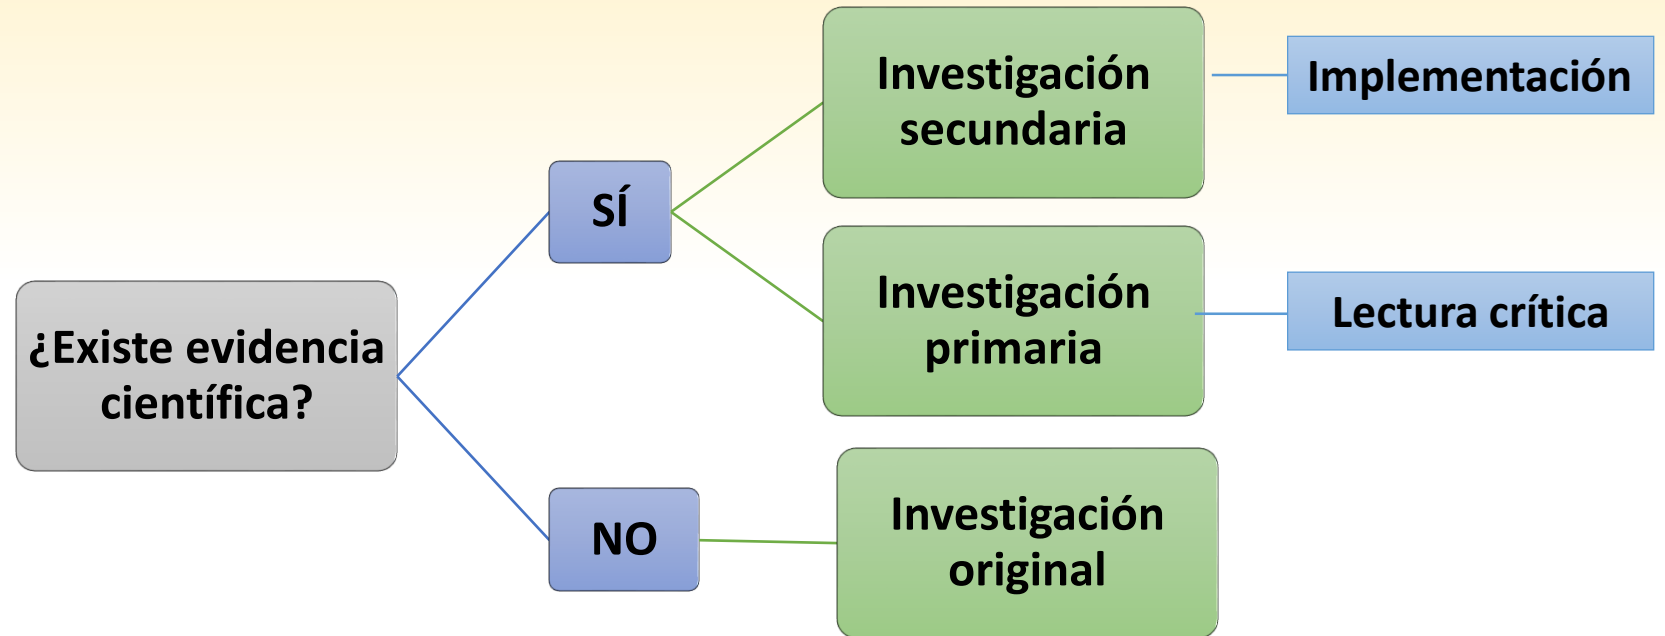 ¿Existe evidencia
científica?
SÍ
NO
Investigación
secundaria
Implementación
Investigación
primaria
Lectura crítica
Investigación
original